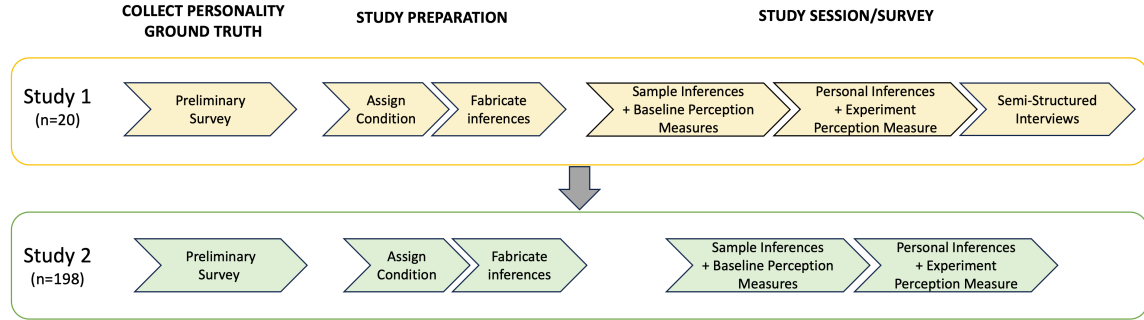 COLLECT PERSONALITY
GROUND TRUTH
STUDY PREPARATION
STUDY SESSION/SURVEY
Study 1
(n=20)
Preliminary
Survey
Assign
Condition
Fabricate
inferences
Sample Inferences
+ Baseline Perception
Measures
Personal Inferences
+ Experiment
Perception Measure
Semi-Structured
Interviews
Study 2
(n=198)
Preliminary
Survey
Assign
Condition
Fabricate
inferences
Sample Inferences
+ Baseline Perception
Measures
Personal Inferences
+ Experiment
Perception Measure